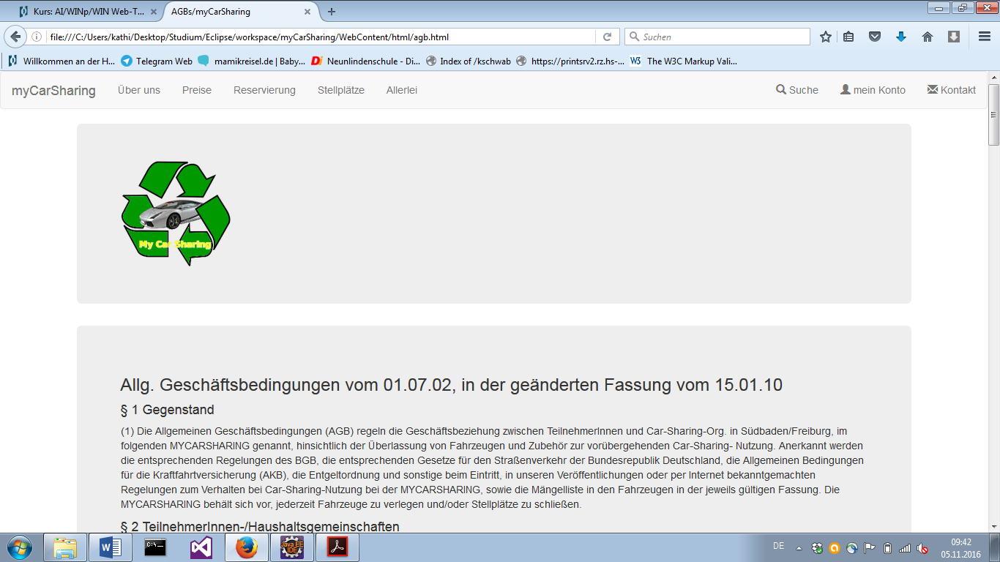 Kurs: AI/WINp/WIN Web-T...
AGBs/myCarSharing
file:///C:/Users/kathi/Desktop/Studium/Eclipse/workspace/myCarSharing/WebContent/html/agb.html
Suchen
Willkommen an der H...
Telegram Web
mamikreisel.de | Baby...
Neunlindenschule - Di...
Index of /kschwab
https://printsrv2.rz.hs-...
The W3C Markup Vali...
myCarSharing
Über uns
Preise
Reservierung
Stellplätze
Allerlei
Suche
mein Konto
Kontakt
My Car Sharing
Allg. Geschäftsbedingungen vom 01.07.02, in der geänderten Fassung vom 15.01.10
§ 1 Gegenstand
(1) Die Allgemeinen Geschäftsbedingungen (AGB) regeln die Geschäftsbeziehung zwischen TeilnehmerInnen und Car-Sharing-Org. in Südbaden/Freiburg, im
folgenden MYCARSHARING genannt, hinsichtlich der Überlassung von Fahrzeugen und Zubehör zur vorübergehenden Car-Sharing- Nutzung. Anerkannt werden
die entsprechenden Regelungen des BGB, die entsprechenden Gesetze für den Straßenverkehr der Bundesrepublik Deutschland, die Allgemeinen Bedingungen
für die Kraftfahrtversicherung (AKB), die Entgeltordnung und sonstige beim Eintritt, in unseren Veröffentlichungen oder per Internet bekanntgemachten
Regelungen zum Verhalten bei Car-Sharing-Nutzung bei der MYCARSHARING, sowie die Mängelliste in den Fahrzeugen in der jeweils gültigen Fassung. Die
MYCARSHARING behält sich vor, jederzeit Fahrzeuge zu verlegen und/oder Stellplätze zu schließen.
§ 2 TeilnehmerInnen-/Haushaltsgemeinschaften
DE
09:42
05.11.2016